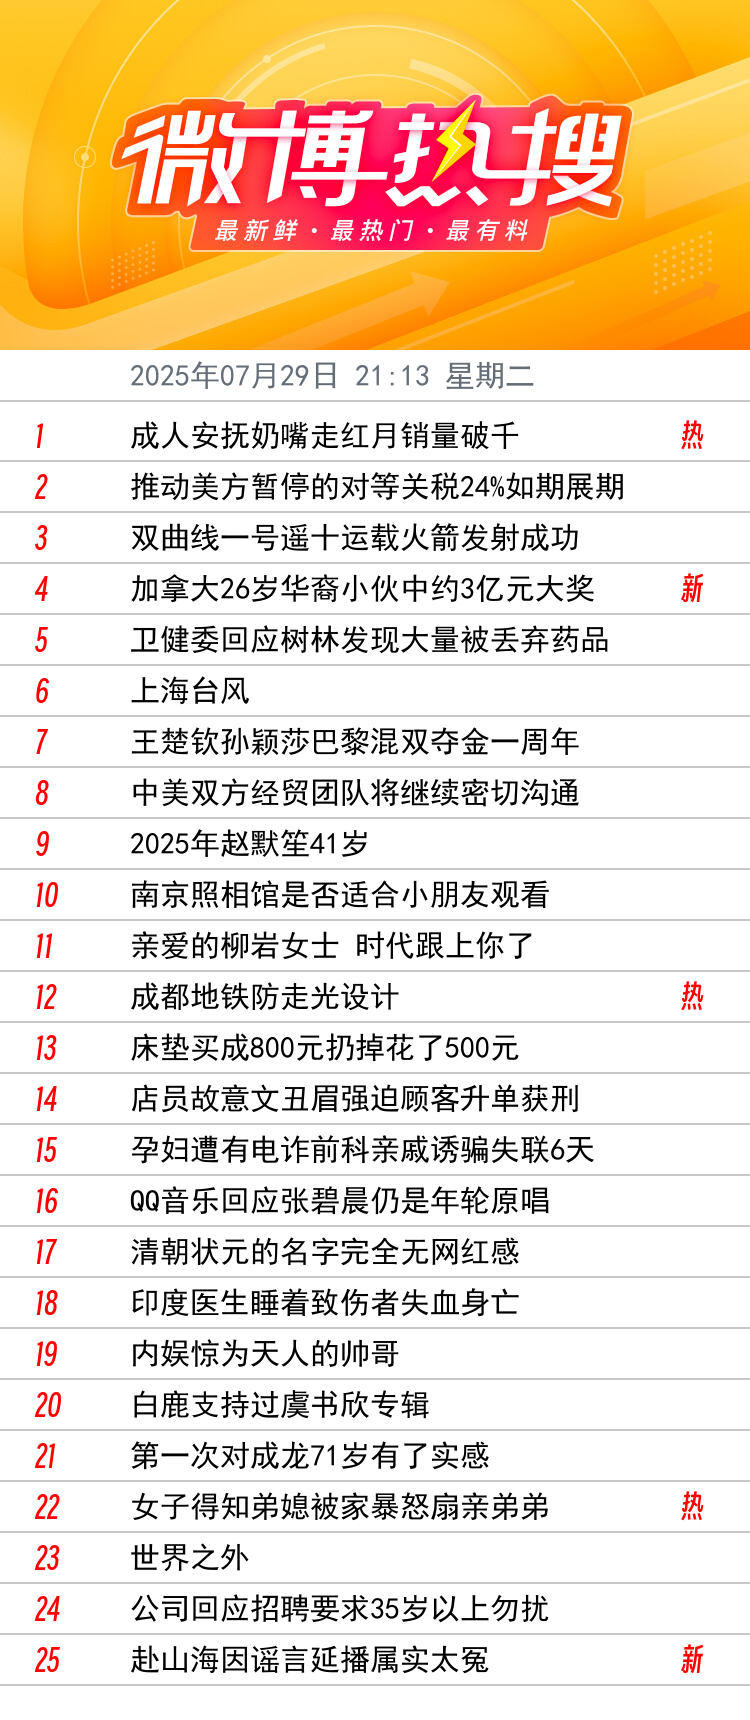 微博热搜
最新鲜·最热门·最有料
2025年07月29日 21:13 星期二
1 成人安抚奶嘴走红月销量破千 热
2 推动美方暂停的对等关税24%如期展期
3 双曲线一号遥十运载火箭发射成功
4 加拿大26岁华裔小伙中约3亿元大奖 新
5 卫健委回应树林发现大量被丢弃药品
6 上海台风
7 王楚钦孙颖莎巴黎混双夺金一周年
8 中美双方经贸团队将继续密切沟通
9 2025年赵默笙41岁
10 南京照相馆是否适合小朋友观看
11 亲爱的柳岩女士 时代跟上你了
12 成都地铁防走光设计 热
13 床垫买成800元扔掉花了500元
14 店员故意文丑眉强迫顾客升单获刑
15 孕妇遭有电诈前科亲戚诱骗失联6天
16 QQ音乐回应张碧晨仍是年轮原唱
17 清朝状元的名字完全无网红感
18 印度医生睡着致伤者失血身亡
19 内娱惊为天人的帅哥
20 白鹿支持过虞书欣专辑
21 第一次对成龙71岁有了实感
22 女子得知弟媳被家暴怒扇亲弟弟 热
23 世界之外
24 公司回应招聘要求35岁以上勿扰
25 赴山海因谣言延播属实太冤 新